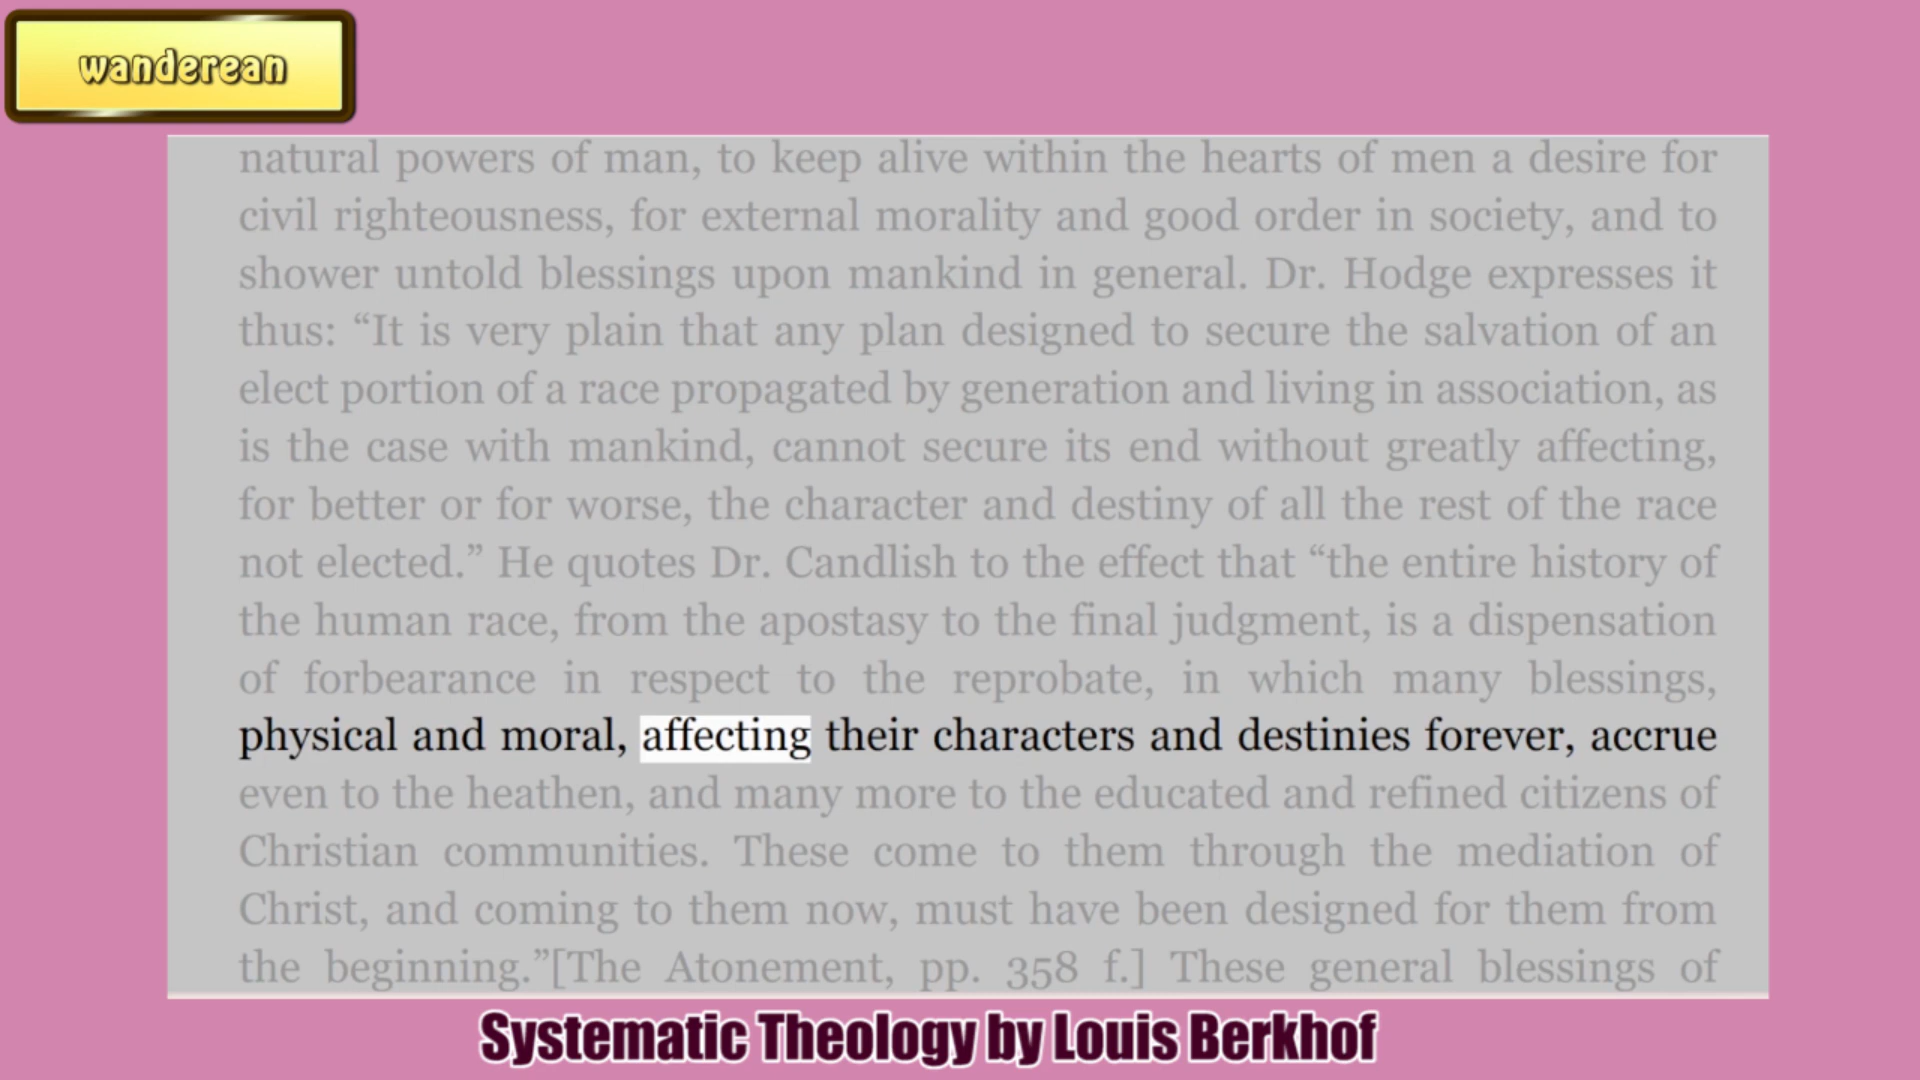 wanderean
natural powers of man, to keep alive within the hearts of men a desire for
civil righteousness, for external morality and good order in society, and to
shower untold blessings upon mankind in general. Dr. Hodge expresses it
thus: “It is very plain that any plan designed to secure the salvation of an
elect portion of a race propagated by generation and living in association, as
is the case with mankind, cannot secure its end without greatly affecting,
for better or for worse, the character and destiny of all the rest of the race
not elected.” He quotes Dr. Candlish to the effect that “the entire history of
the human race, from the apostasy to the final judgment, is a dispensation
of forbearance in respect to the reprobate, in which many blessings,
physical and moral, affecting their characters and destinies forever, accrue
even to the heathen, and many more to the educated and refined citizens of
Christian communities. These come to them through the mediation of
Christ, and coming to them now, must have been designed for them from
the beginning.”[The Atonement, pp. 358 f.] These general blessings of
Systematic Theology by Louis Berkhof